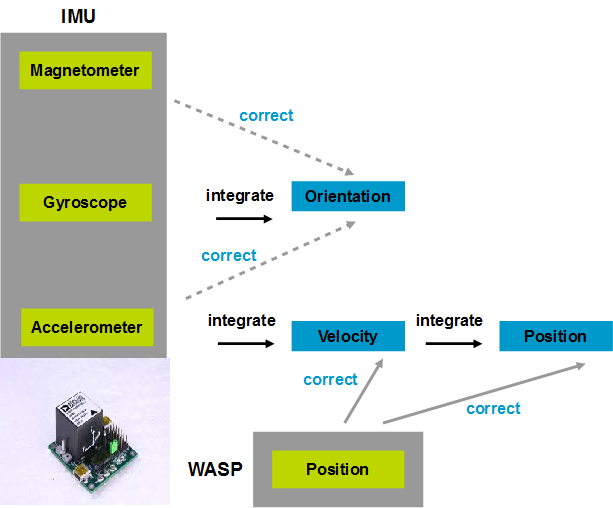 IMU
Magnetometer
correct
Gyroscope
integrate
Orientation
correct
Accelerometer
integrate
Velocity
integrate
Position
correct
correct
WASP
Position